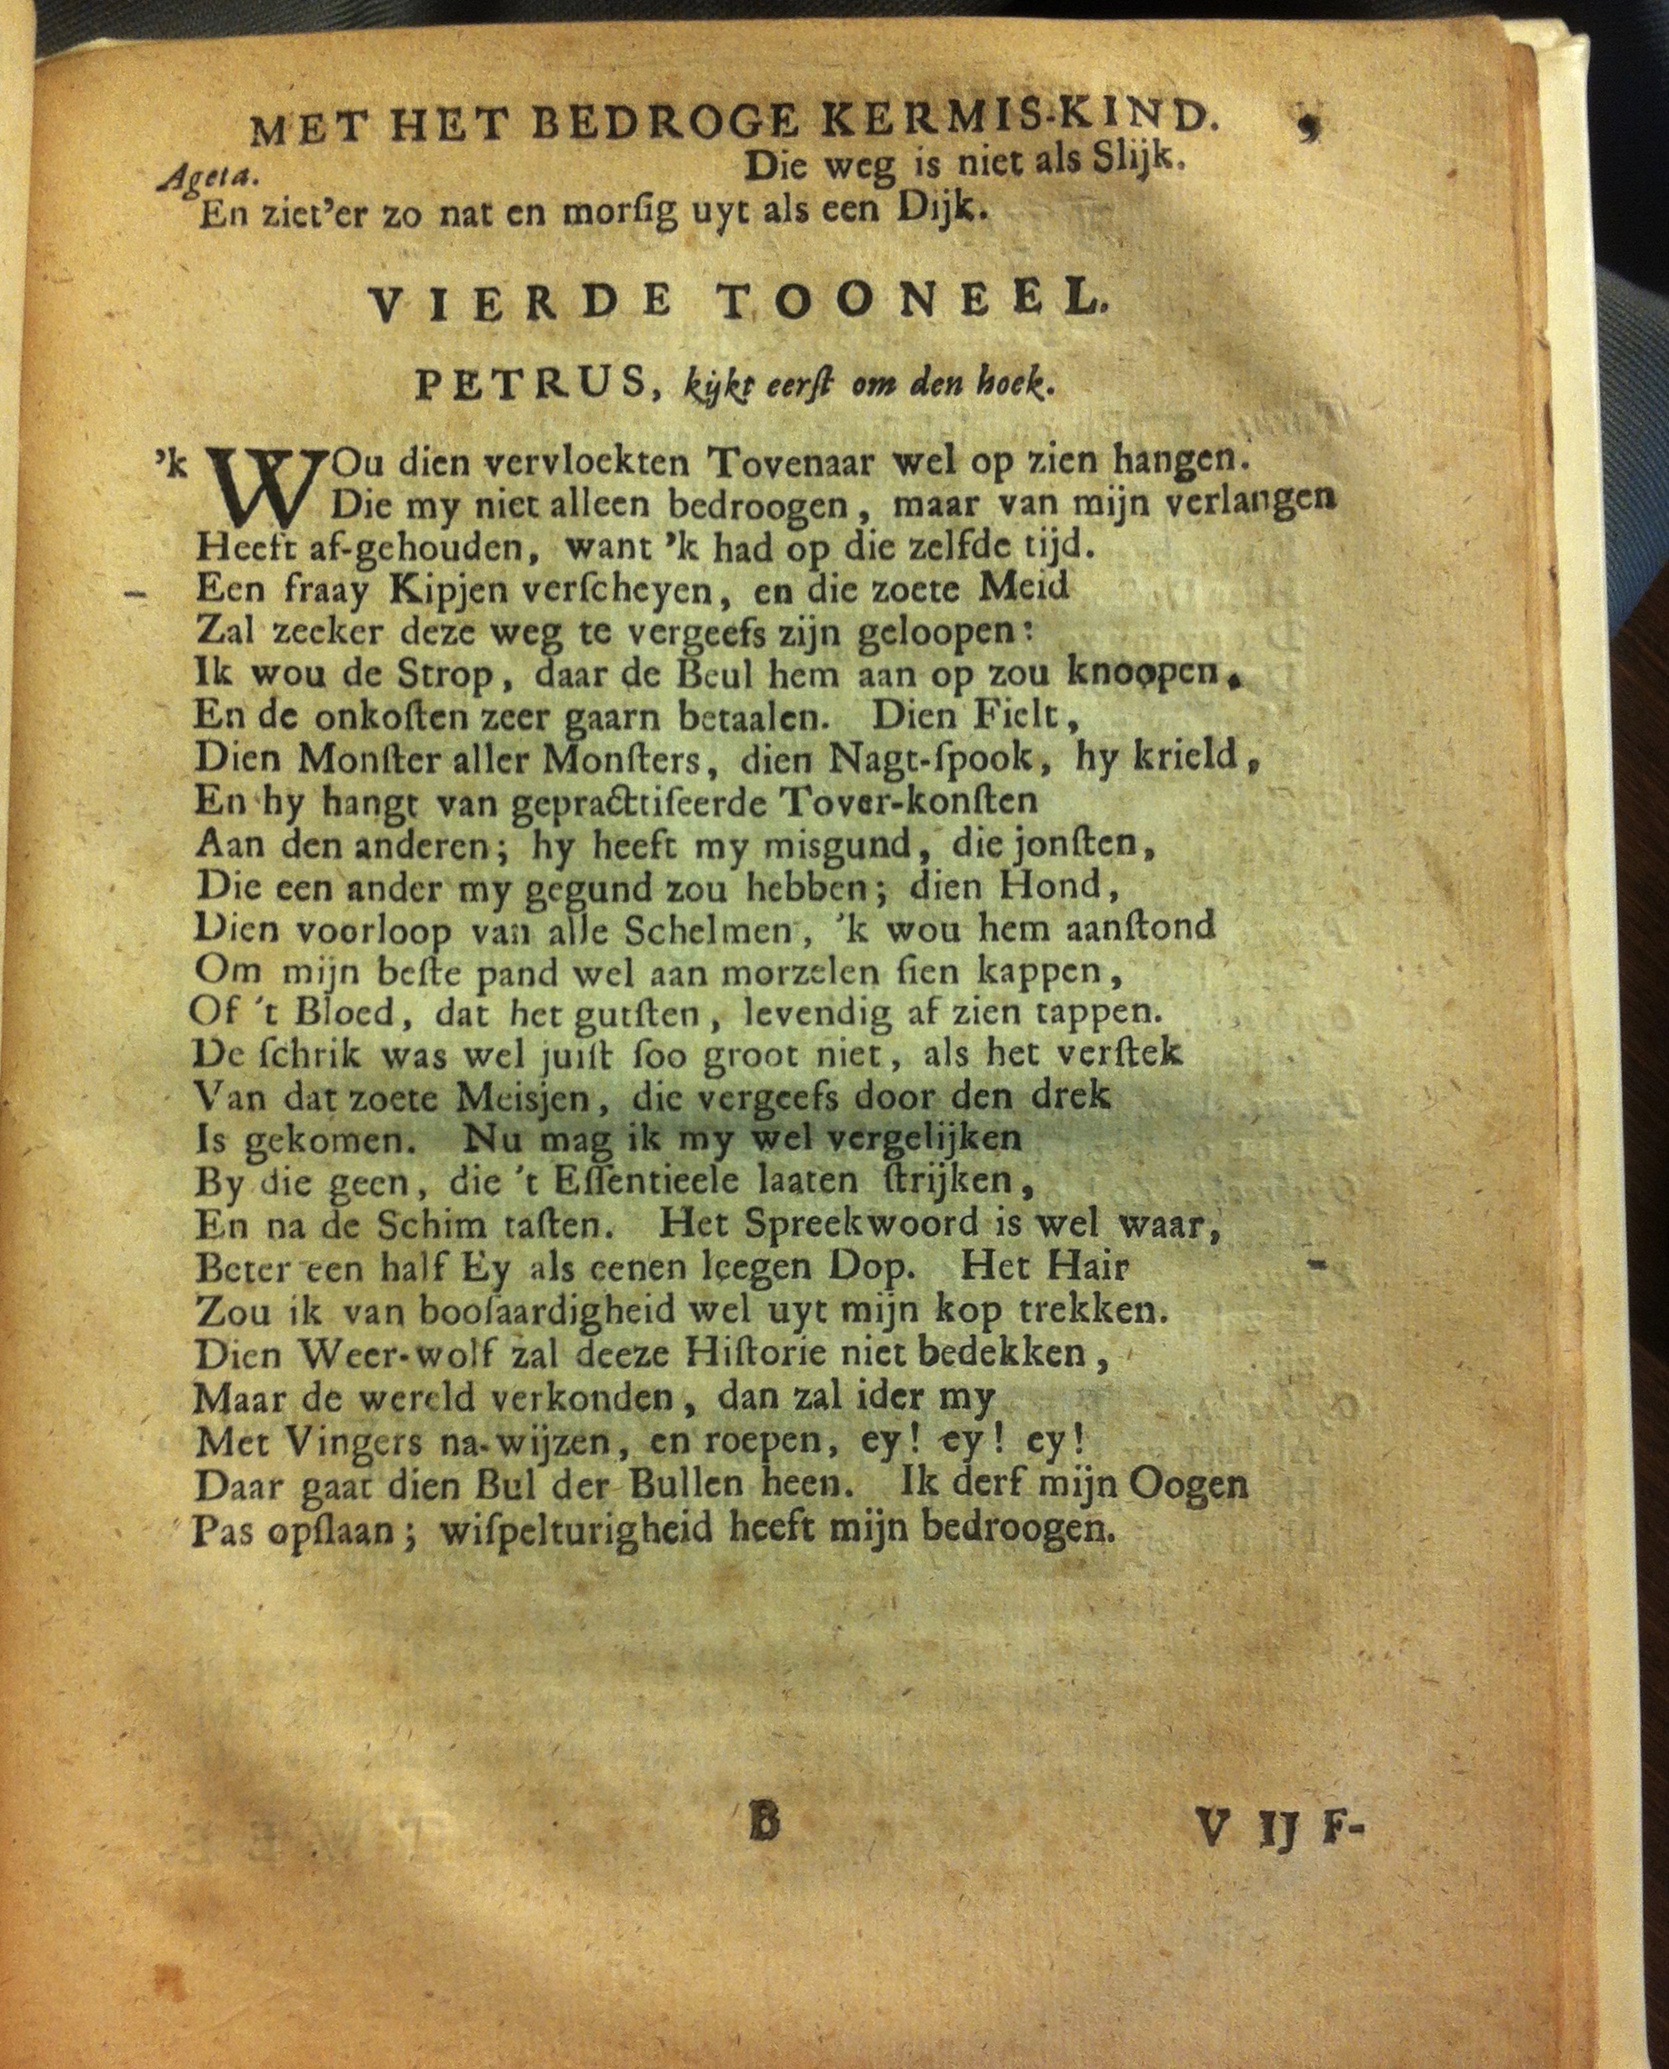 MET HET BEDROGE KERMIS-KIND. 9
Die weg is niet als Slijk.
Ageta.
En ziet'er zo nat en morſig uyt als een Dijk.
VIERDE TOONEEL.
PETRUS, kijkt eerſt om den hoek.
'k WOu dien vervloekten Tovenaar wel op zien hangen.
Die my niet alleen bedroogen, maar van mijn verlangen
Heeft af-gehouden, want 'k had op die zelfde tijd.
Een fraay Kipjen verſcheyen, en die zoete Meid
Zal zeeker deze weg te vergeefs zijn geloopen:
Ik wou de Strop, daar de Beul hem aan op zou knoopen.
En de onkoſten zeer gaarn betaalen. Dien Fielt,
Dien Monſter aller Monſters, dien Nagt-ſpook, hy krield,
En hy hangt van gepracttiſeerde Tover-konſten
Aan den anderen; hy heeft my misgund, die jonſten,
Die een ander my gegund zou hebben; dien Hond,
Dien voorloop van alle Schelmen, 'k wou hem aanſtond
Om mijn beſte pand wel aan morzelen ſien kappen,
Of 't Bloed, dat het gutſten, levendig af zien tappen.
De ſchrik was wel juiſt ſoo groot niet, als het verſtek
Van dat zoete Meisjen, die vergeefs door den drek
Is gekomen. Nu mag ik my wel vergelijken
By die geen, die 't Eſſentieele laaten ſtrijken,
En na de Schim taſten. Het Spreekwoord is wel waar,
Beter een half Ey als eenen leegen Dop. Het Hair
Zou ik van booſaardigheid wel uyt mijn kop trekken.
Dien Weer-wolf zal deeze Hiſtorie niet bedekken,
Maar de wereld verkonden, dan zal ider my
Met Vingers na-wijzen, en roepen, ey! ey! ey!
Daar gaat dien Bul der Bullen heen. Ik derf mijn Oogen
Pas opſlaan; wiſpelturigheid heeft mijn bedroogen.
B VIJF-